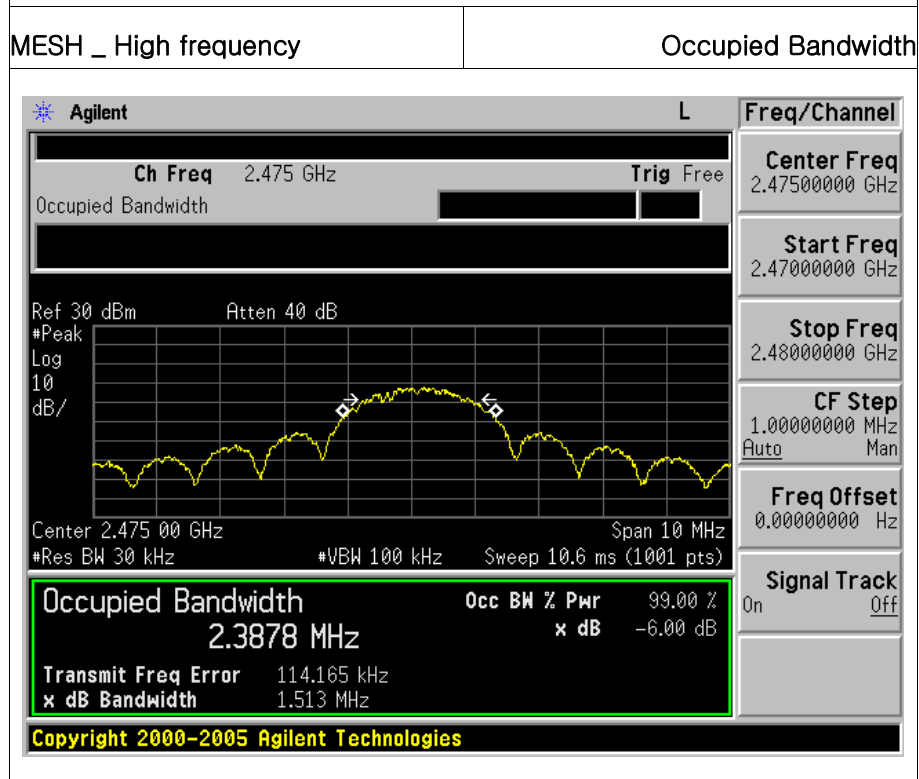 MESH _ High frequency
Occupied Bandwidth
Agilent
L
Freq/Channel
Ch Freq 2.475 GHz
Trig Free
Occupied Bandwidth
Center Freq
2.47500000 GHz
Start Freq
2.47000000 GHz
Stop Freq
2.48000000 GHz
CF Step
1.00000000 MHz
Auto Man
Freq Offset
0.00000000 Hz
Signal Track
On Off
Ref 30 dBm
Atten 40 dB
#Peak
Log
10
dB/
Center 2.475 00 GHz
Span 10 MHz
#Res BW 30 kHz
#VBW 100 kHz
Sweep 10.6 ms (1001 pts)
Occupied Bandwidth
2.3878 MHz
Occ BW % Pwr 99.00 %
x dB -6.00 dB
Transmit Freq Error 114.165 kHz
x dB Bandwidth 1.513 MHz
Copyright 2000-2005 Agilent Technologies